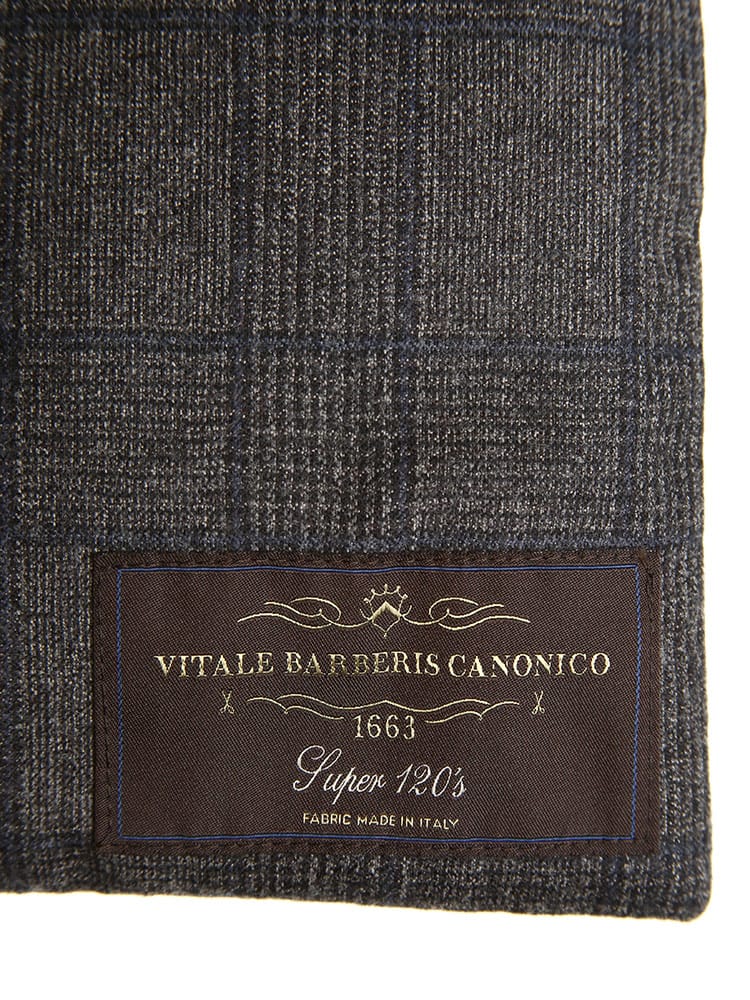 VITALE BARBERIS CANONICO
1663
Super 120's
FABRIC MADE IN ITALY